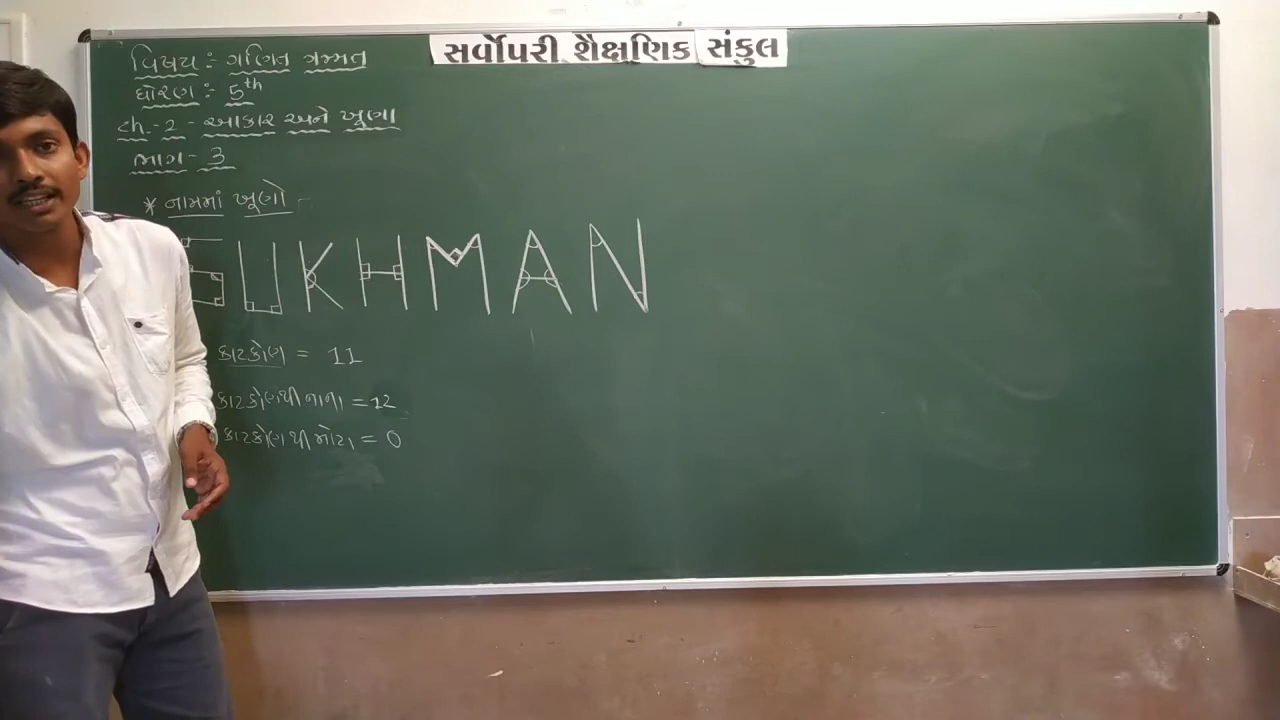 સર્વોપરી શૈક્ષણિક સંકુલ
વિષય :- ગણિત ગમ્મત
ધોરણ :- 5th
Ch.- 2 - આકાર અને ખૂણા
ભાગ - 3
* નામમાં ખૂણો -
SUKHMAN
કાટકોણ = 11
કાટકોણથી નાના = 12
કાટકોણથી મોટા = 0